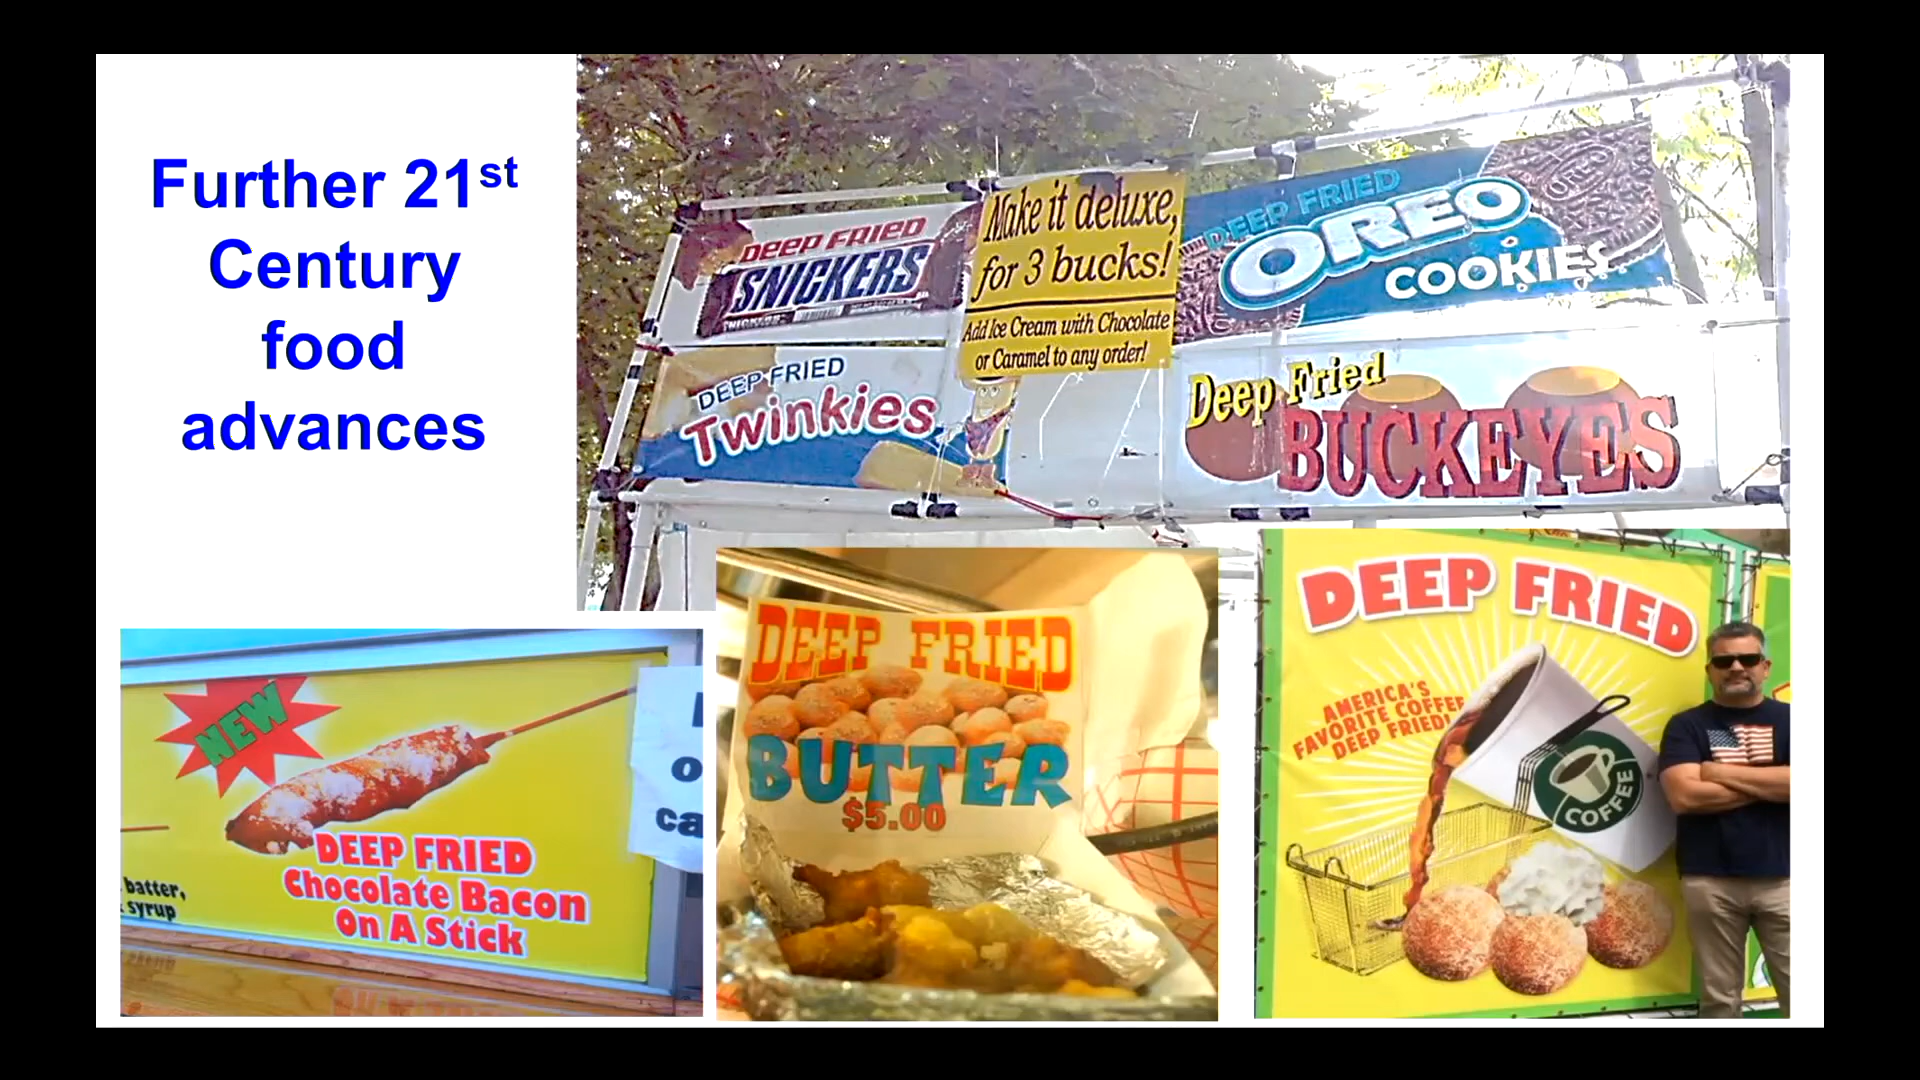 Further 21st
Century
food
advances
DEEP FRIED
SNICKERS
Make it deluxe,
for 3 bucks!
Add Ice Cream with Chocolate
or Caramel to any order!
DEEP FRIED
OREO
COOKIES
OREO
DEEP FRIED
Twinkies
Deep Fried
BUCKEYES
NEW
DEEP FRIED
Chocolate Bacon
On A Stick
batter,
syrup
DEEP FRIED
BUTTER
$5.00
DEEP FRIED
AMERICA'S
FAVORITE COFFEE
DEEP FRIED!
COFFEE